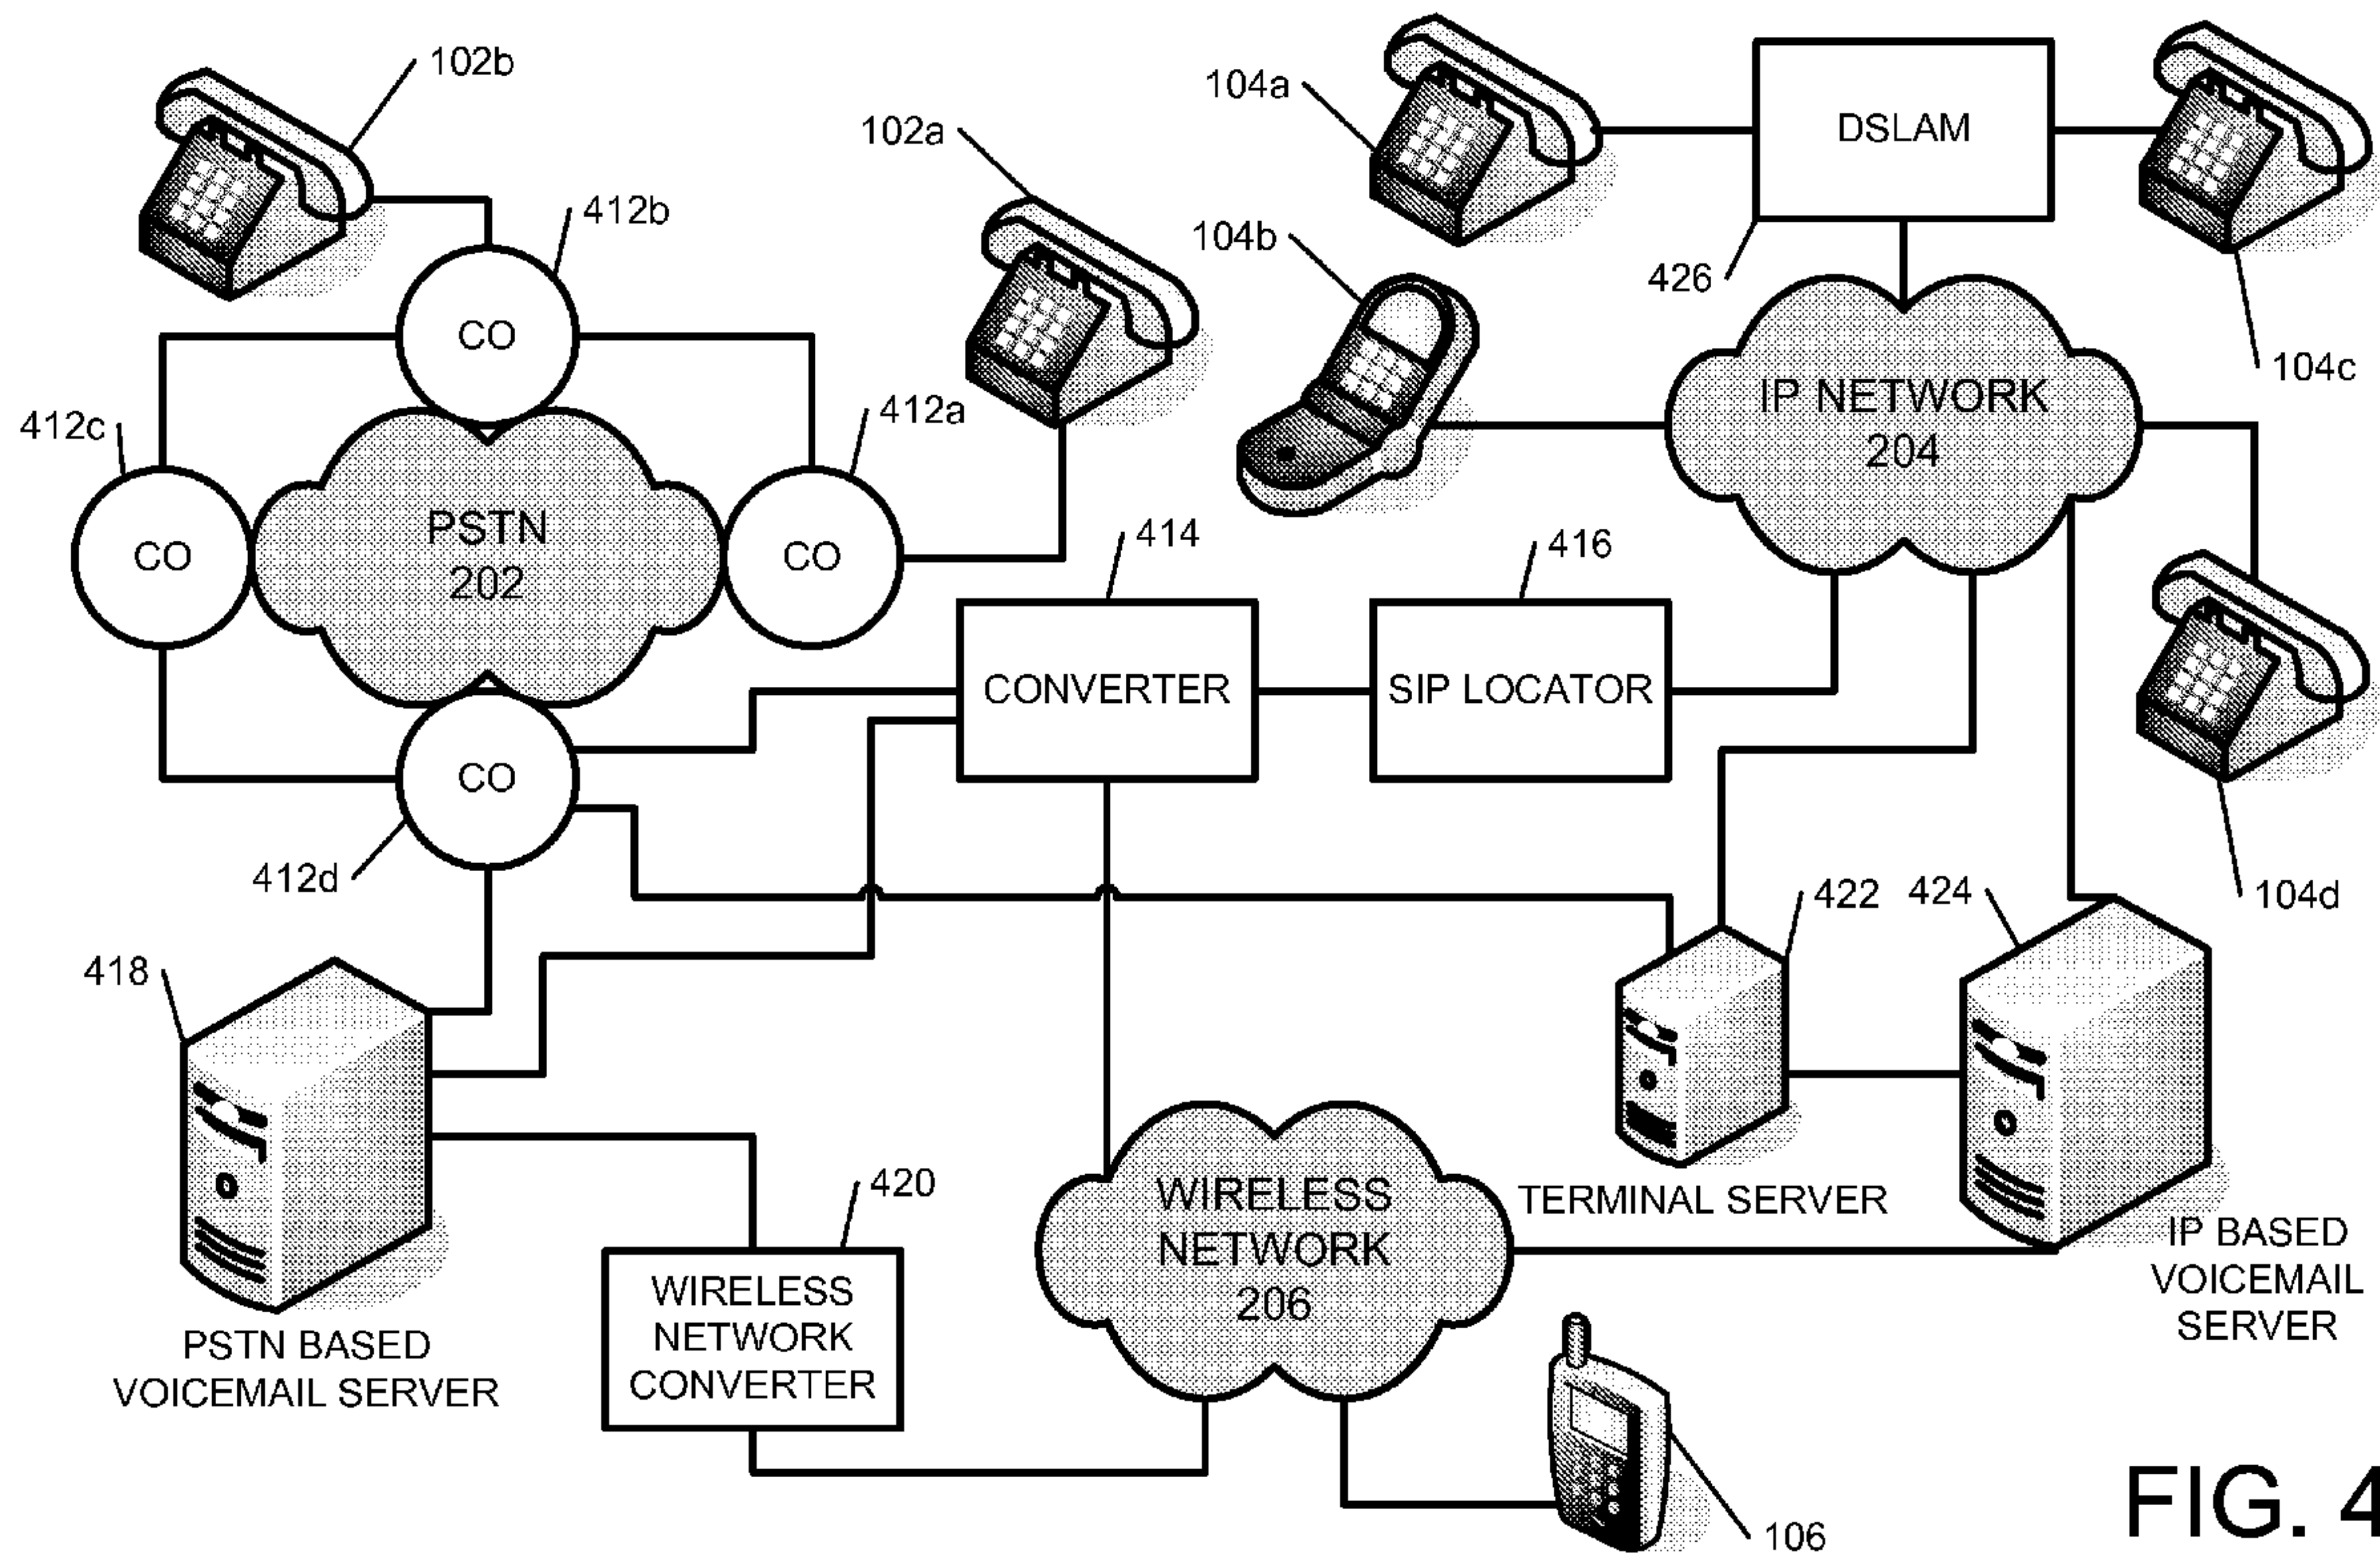 102b
102a
104a
DSLAM
412b
104b
426
CO
104c
412c
412a
IP NETWORK
204
CO
PSTN
202
CO
414
416
CONVERTER
SIP LOCATOR
CO
412d
422
424
104d
418
420
WIRELESS
NETWORK
206
TERMINAL SERVER
IP BASED
VOICEMAIL
SERVER
WIRELESS
NETWORK
CONVERTER
PSTN BASED
VOICEMAIL SERVER
106
FIG. 4